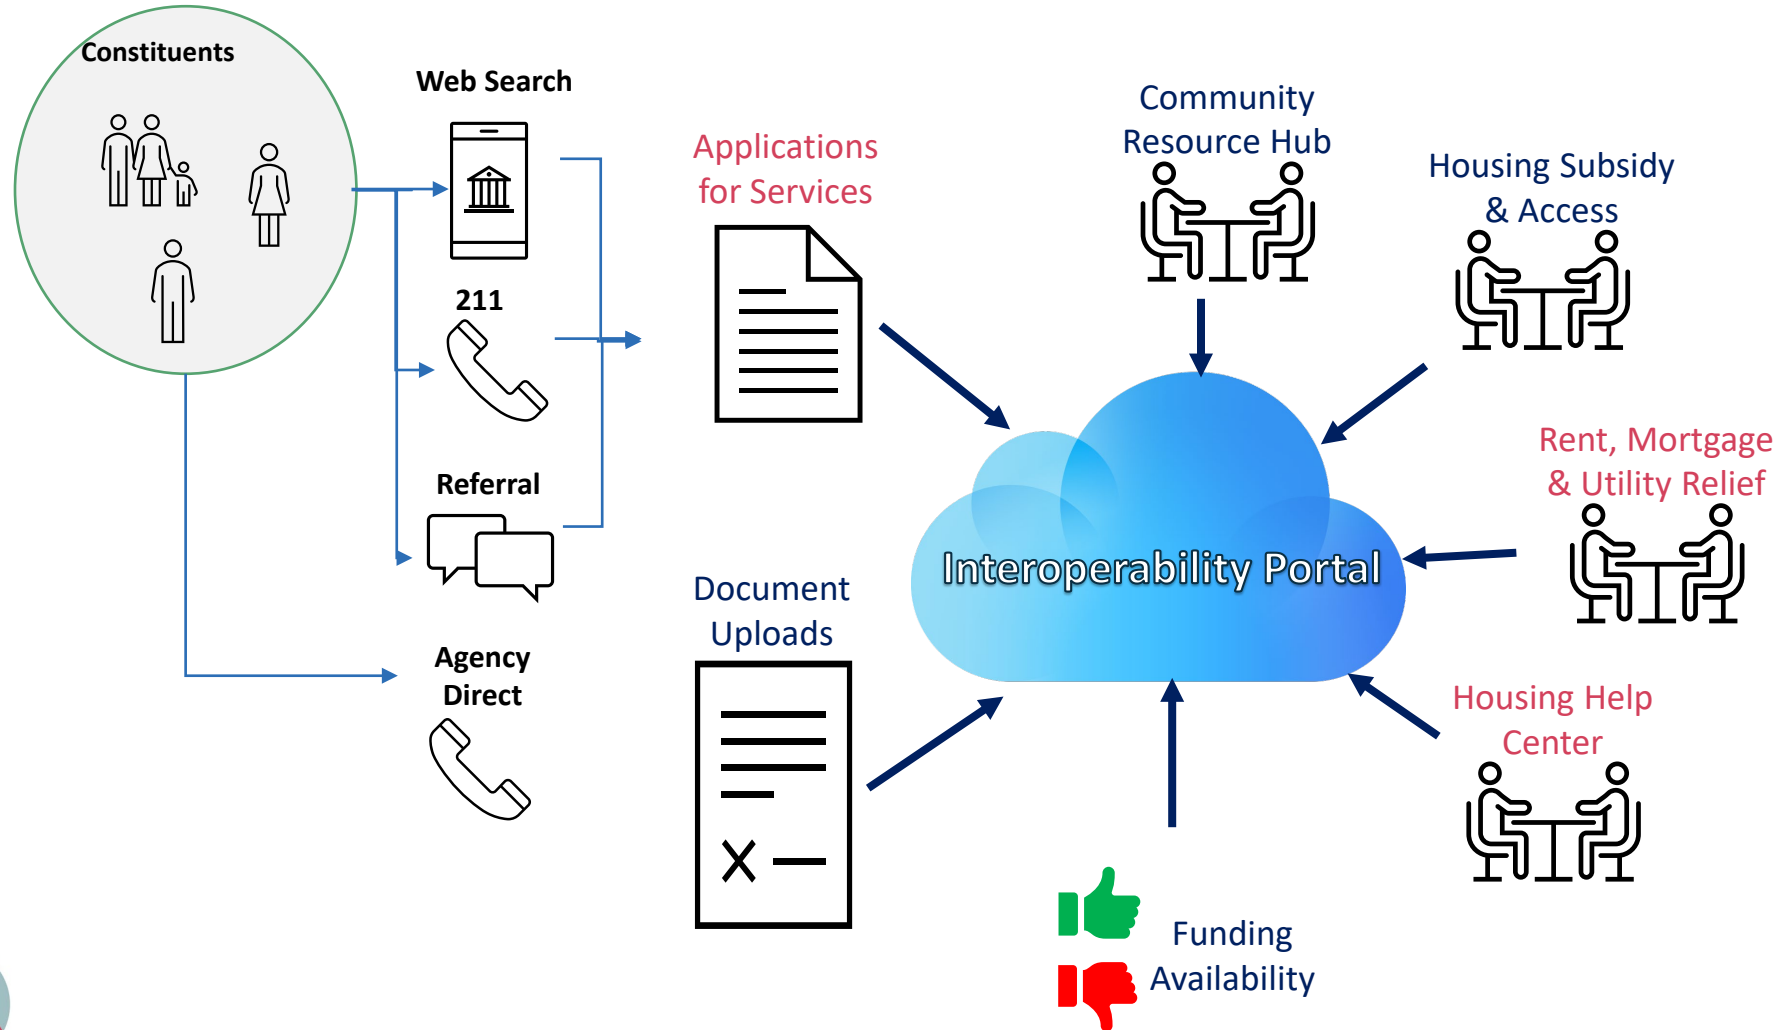 Constituents
Web Search
211
Referral
Agency
Direct
Applications
for Services
Document
Uploads
Community
Resource Hub
Housing Subsidy
& Access
Rent, Mortgage
& Utility Relief
Interoperability Portal
Housing Help
Center
X
Funding
Availability